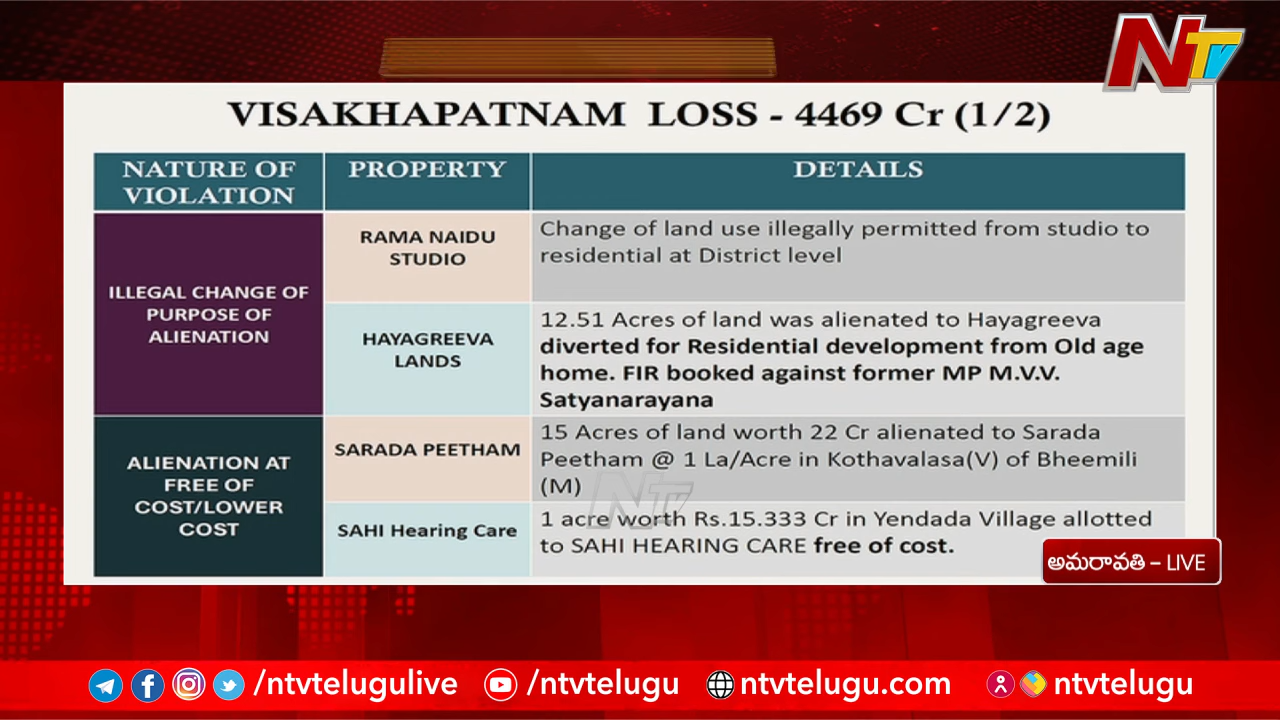 NTV
VISAKHAPATNAM LOSS - 4469 Cr (1/2)
NATURE OF
VIOLATION
PROPERTY
DETAILS
ILLEGAL CHANGE OF
PURPOSE OF
ALIENATION
RAMA NAIDU
STUDIO
Change of land use illegally permitted from studio to
residential at District level
HAYAGREEVA
LANDS
12.51 Acres of land was alienated to Hayagreeva
diverted for Residential development from Old age
home. FIR booked against former MP M.V.V.
Satyanarayana
ALIENATION AT
FREE OF
COST/LOWER
COST
SARADA PEETHAM
15 Acres of land worth 22 Cr alienated to Sarada
Peetham @ 1 La/Acre in Kothavalasa(V) of Bheemili
(M)
SAHI Hearing Care
1 acre worth Rs.15.333 Cr in Yendada Village allotted
to SAHI HEARING CARE free of cost.
NTV
అమరావతి – LIVE
/ntvtelugulive
/ntvtelugu
ntvtelugu.com
ntvtelugu